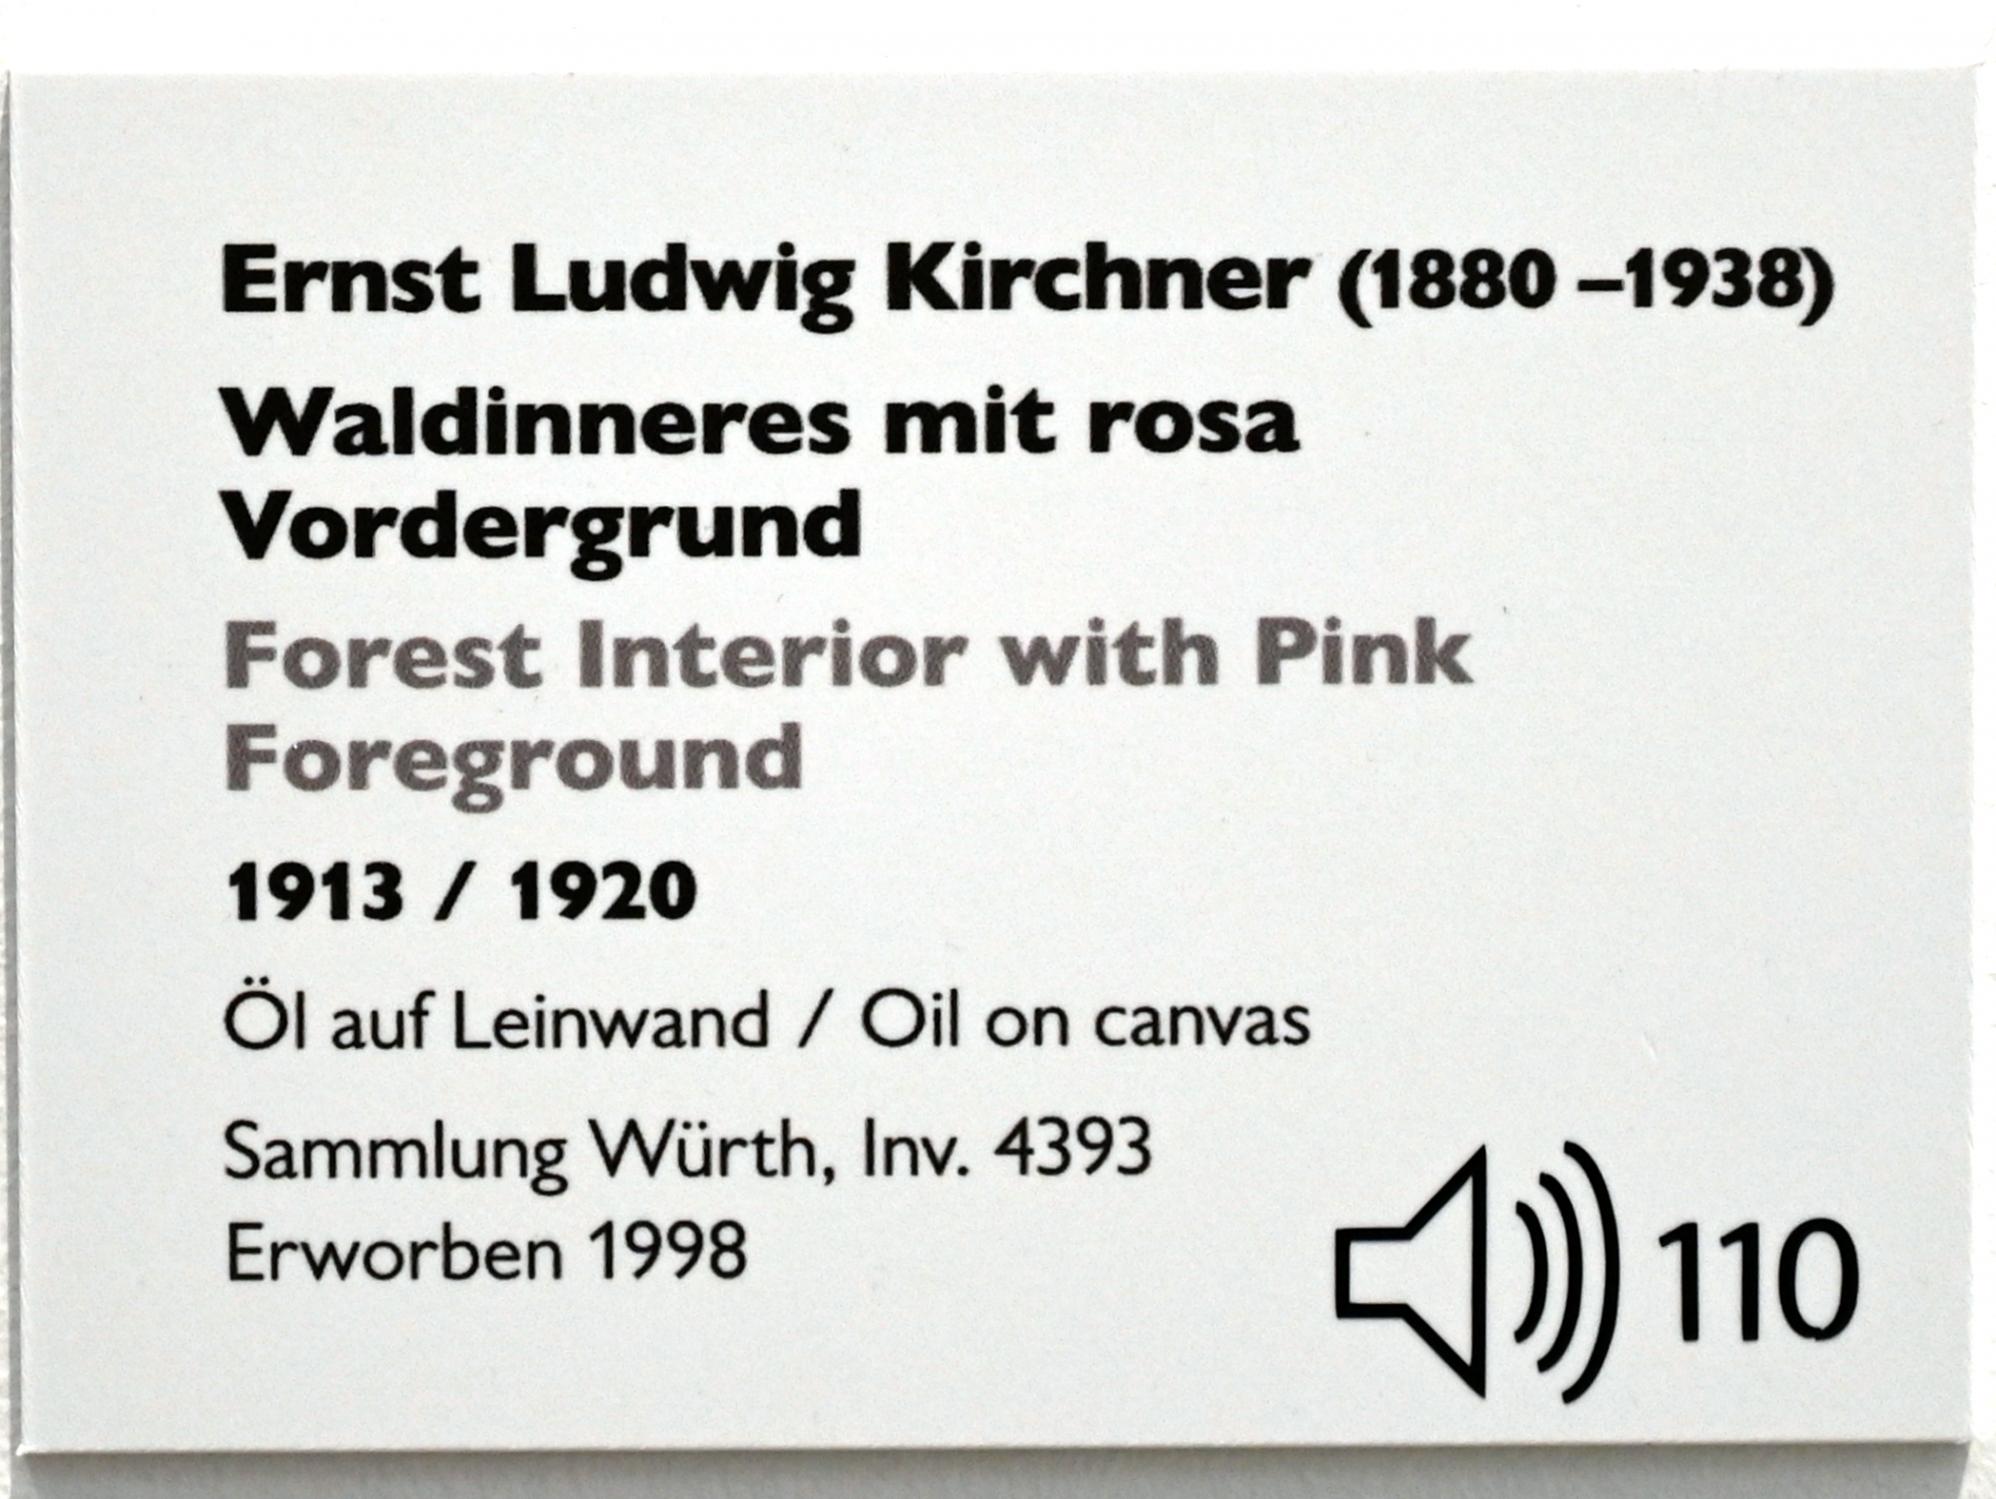 Ernst Ludwig Kirchner (1880 –1938)
Waldinneres mit rosa
Vordergrund
Forest Interior with Pink
Foreground
1913 / 1920
Öl auf Leinwand / Oil on canvas
Sammlung Würth, Inv. 4393
Erworben 1998
110